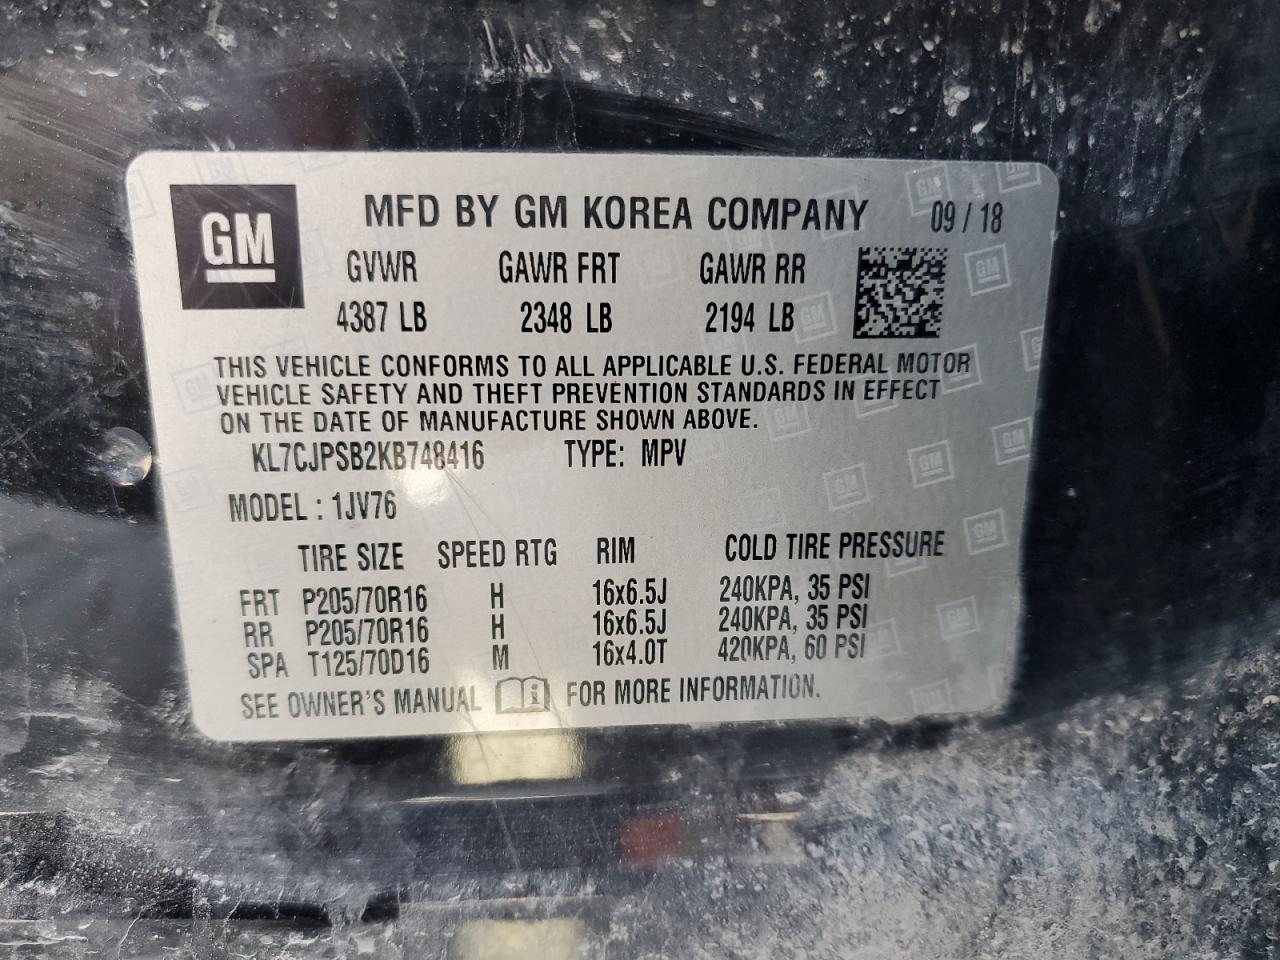 GM
MFD BY GM KOREA COMPANY 09 / 18
GVWR GAWR FRT GAWR RR
4387 LB 2348 LB 2194 LB
THIS VEHICLE CONFORMS TO ALL APPLICABLE U.S. FEDERAL MOTOR
VEHICLE SAFETY AND THEFT PREVENTION STANDARDS IN EFFECT
ON THE DATE OF MANUFACTURE SHOWN ABOVE.
KL7CJPSB2KB748416 TYPE: MPV
MODEL : 1JV76
TIRE SIZE SPEED RTG RIM COLD TIRE PRESSURE
FRT P205/70R16 H 16x6.5J 240KPA, 35 PSI
RR P205/70R16 H 16x6.5J 240KPA, 35 PSI
SPA T125/70D16 M 16x4.0T 420KPA, 60 PSI
SEE OWNER'S MANUAL FOR MORE INFORMATION.